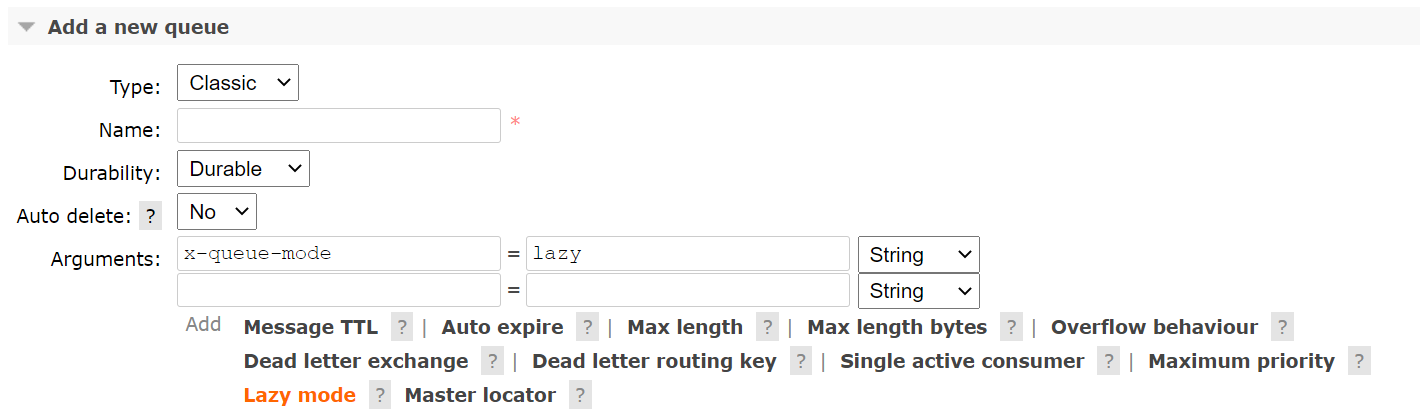 Add a new queue
Type: Classic
Name: *
Durability: Durable
Auto delete: ? No
Arguments: x-queue-mode = lazy String
= String
Add Message TTL ? | Auto expire ? | Max length ? | Max length bytes ? | Overflow behaviour ?
Dead letter exchange ? | Dead letter routing key ? | Single active consumer ? | Maximum priority ?
Lazy mode ? Master locator ?